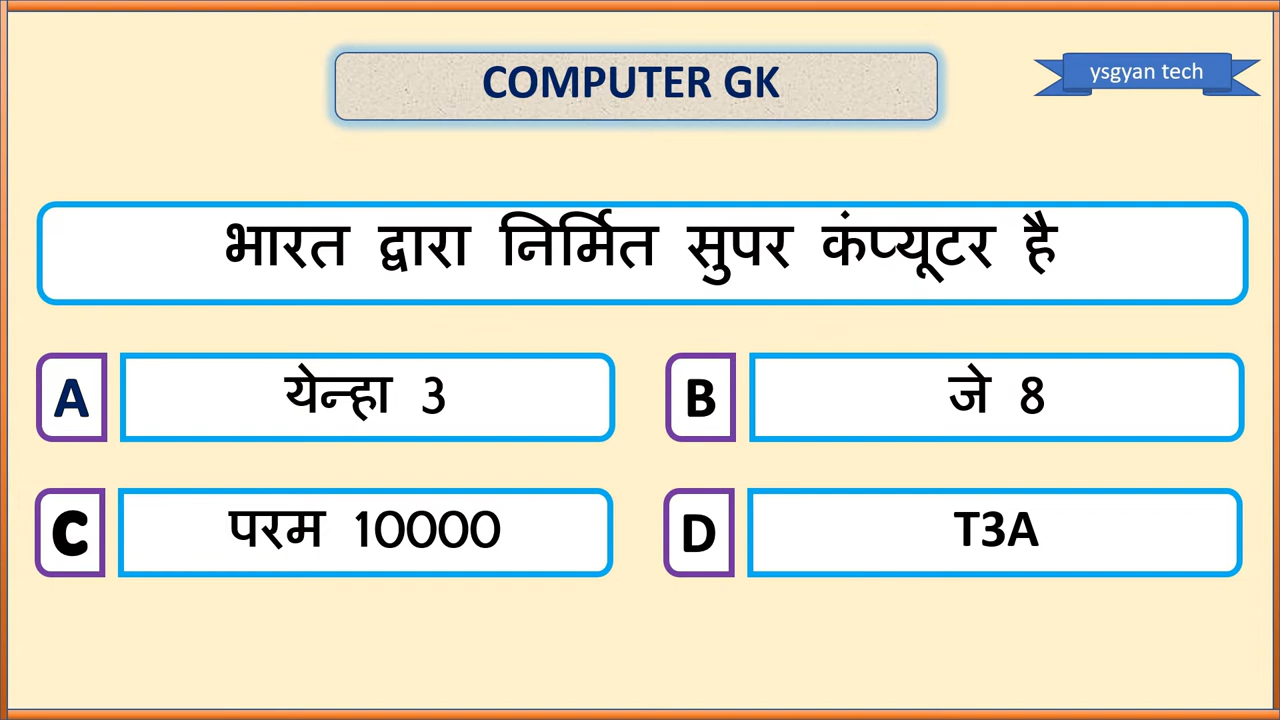 COMPUTER GK
ysgyan tech
भारत द्वारा निर्मित सुपर कंप्यूटर है
A येन्हा 3
B जे 8
C परम 10000
D T3A